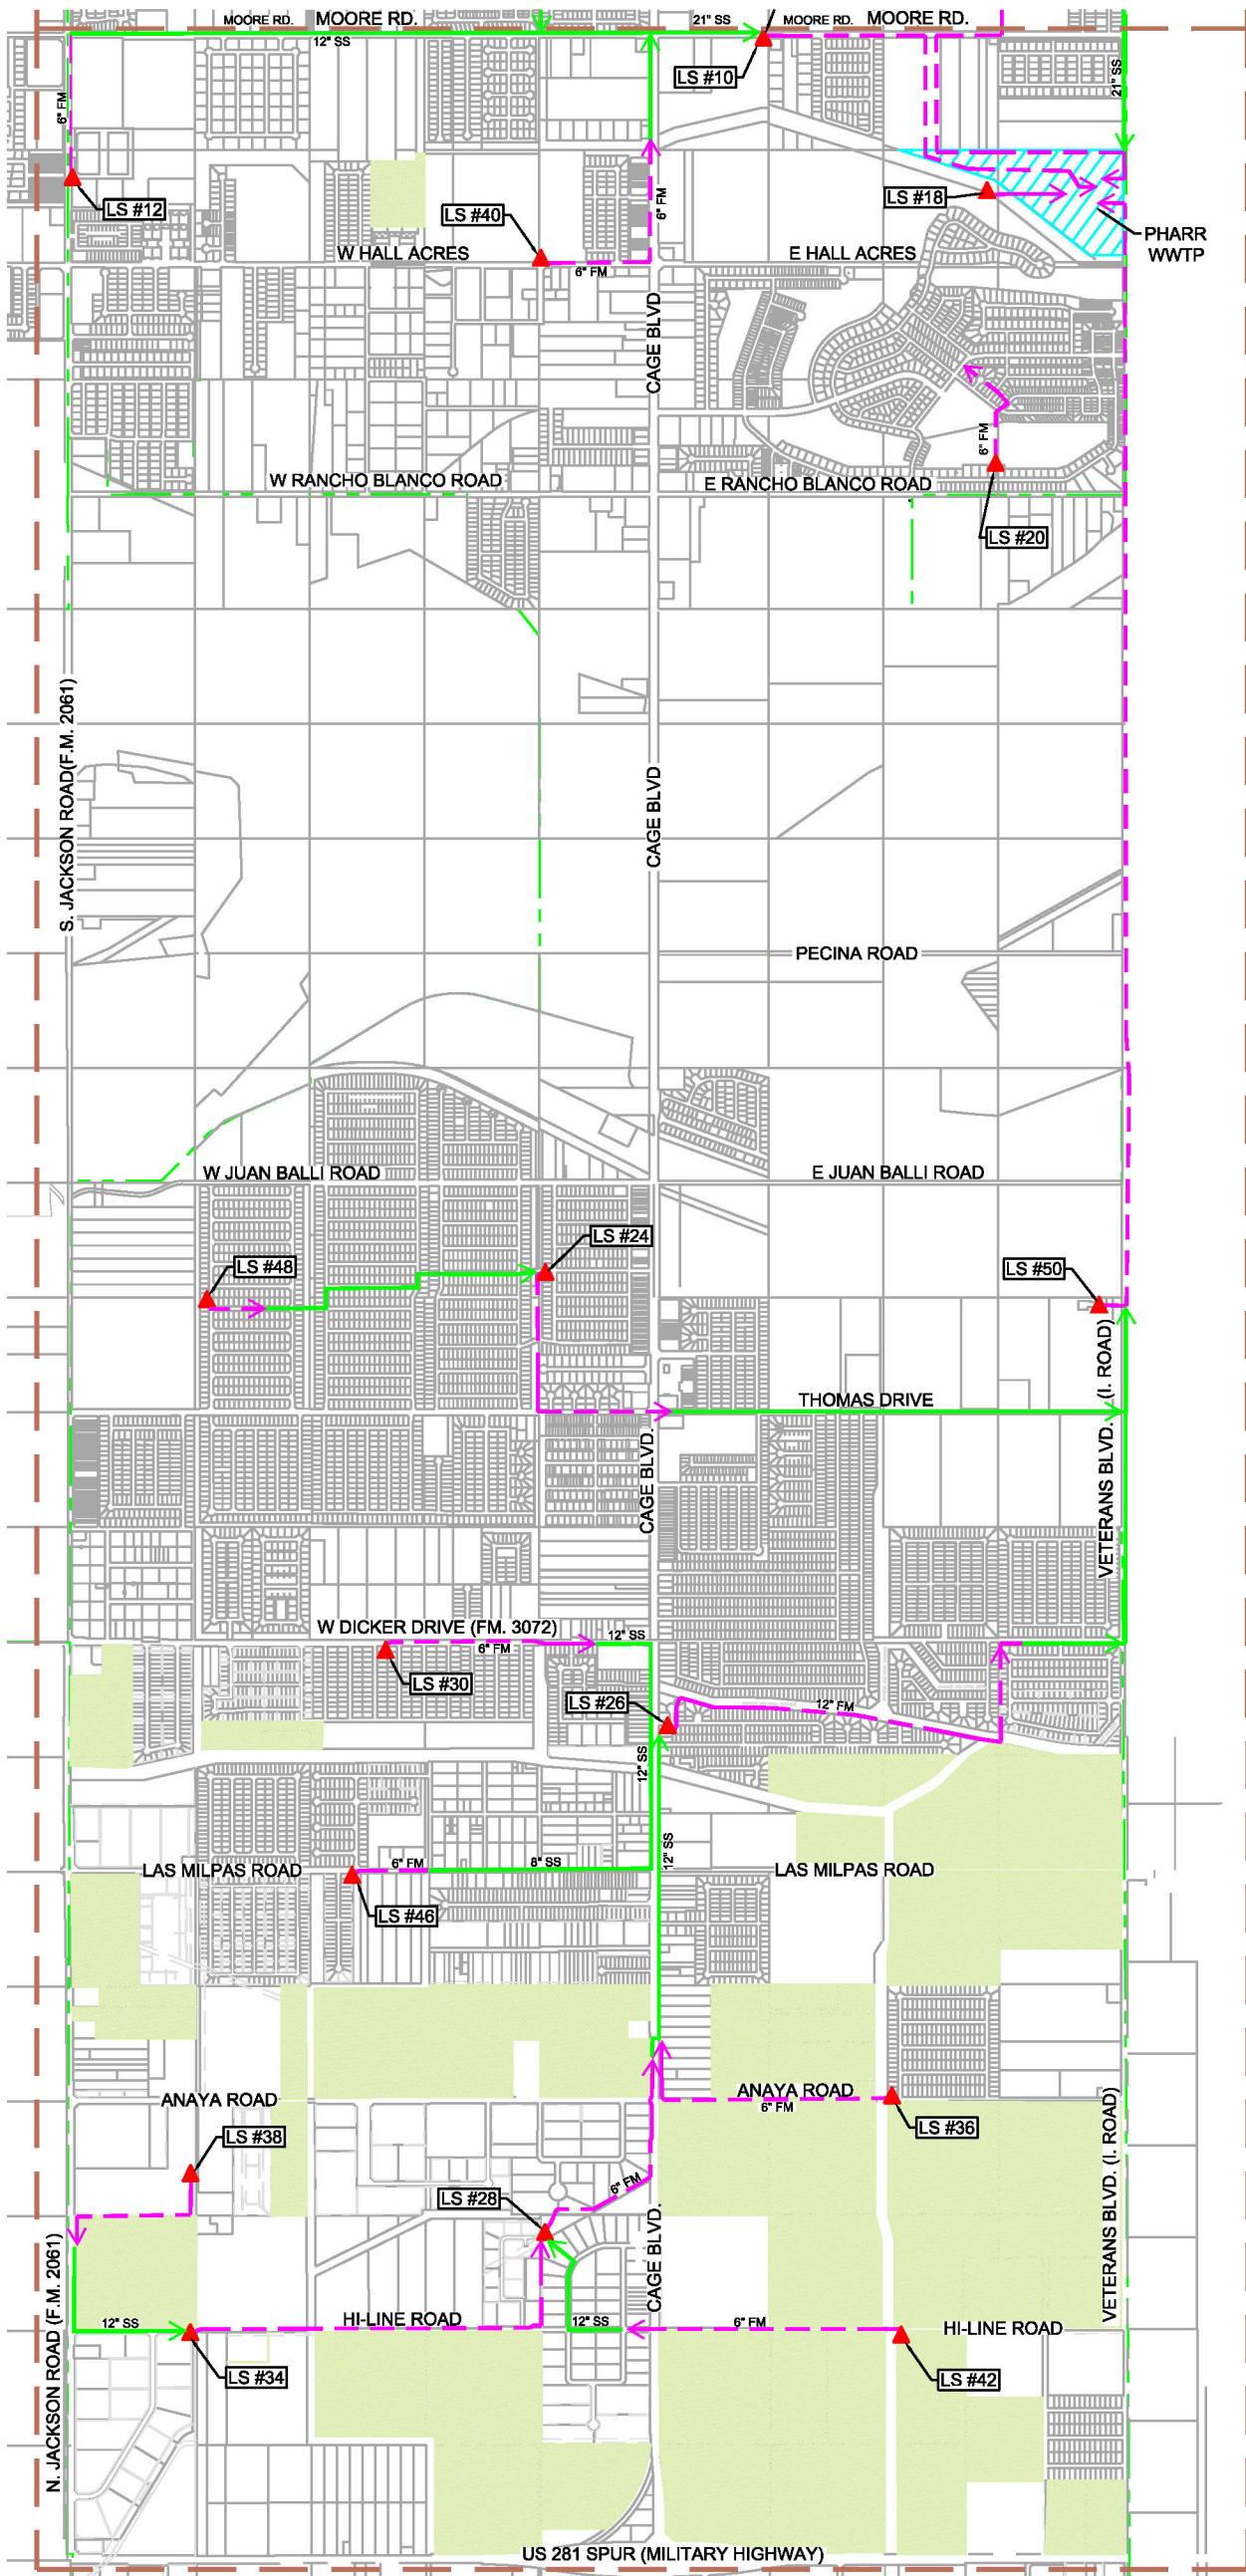 MOORE RD.
MOORE RD.
21" SS
MOORE RD.
MOORE RD.
12" SS
LS #10
21" SS
6" FM
LS #12
LS #40
6" FM
LS #18
PHARR
WWTP
W HALL ACRES
E HALL ACRES
6" FM
CAGE BLVD
6" FM
W RANCHO BLANCO ROAD
E RANCHO BLANCO ROAD
LS #20
S. JACKSON ROAD(F.M. 2061)
CAGE BLVD
PECINA ROAD
W JUAN BALLI ROAD
E JUAN BALLI ROAD
LS #24
LS #48
LS #50
THOMAS DRIVE
VETERANS BLVD. (I. ROAD)
CAGE BLVD.
W DICKER DRIVE (FM. 3072)
12" SS
6" FM
LS #30
LS #26
12" FM
12" SS
12" SS
LAS MILPAS ROAD
6" FM
8" SS
LAS MILPAS ROAD
LS #46
ANAYA ROAD
ANAYA ROAD
6" FM
LS #36
LS #38
6" FM
LS #28
CAGE BLVD.
VETERANS BLVD. (I. ROAD)
N. JACKSON ROAD (F.M. 2061)
12" SS
HI-LINE ROAD
12" SS
6" FM
HI-LINE ROAD
LS #34
LS #42
US 281 SPUR (MILITARY HIGHWAY)